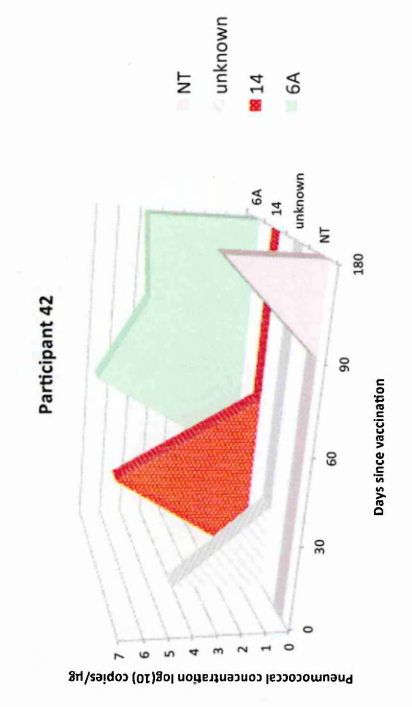 Participant 42
Pneumococcal concentration log(10) copies/µg
7
6
5
4
3
2
1
0
0
30
60
90
180
Days since vaccination
6A
14
unknown
NT
NT
unknown
14
6A